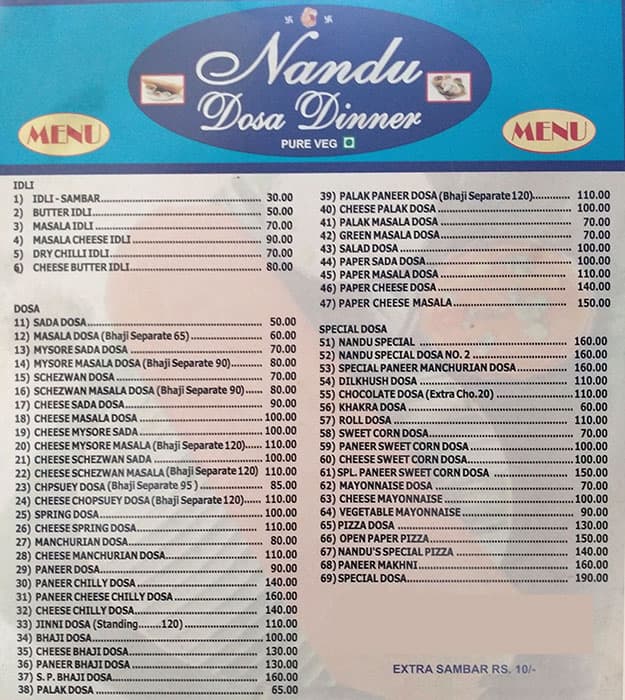 Nandu
Dosa Dinner
PURE VEG
MENU
MENU
IDLI
1) IDLI - SAMBAR 30.00
2) BUTTER IDLI 50.00
3) MASALA IDLI 70.00
4) MASALA CHEESE IDLI 90.00
5) DRY CHILLI IDLI 70.00
6) CHEESE BUTTER IDLI 80.00
DOSA
11) SADA DOSA 50.00
12) MASALA DOSA (Bhaji Separate 65) 60.00
13) MYSORE SADA DOSA 70.00
14) MYSORE MASALA DOSA (Bhaji Separate 90) 80.00
15) SCHEZWAN DOSA 70.00
16) SCHEZWAN MASALA DOSA (Bhaji Separate 90) 80.00
17) CHEESE SADA DOSA 90.00
18) CHEESE MASALA DOSA 100.00
19) CHEESE MYSORE SADA 100.00
20) CHEESE MYSORE MASALA (Bhaji Separate 120) 110.00
21) CHEESE SCHEZWAN SADA 100.00
22) CHEESE SCHEZWAN MASALA (Bhaji Separate 120) 110.00
23) CHPSUEY DOSA (Bhaji Separate 95 ) 85.00
24) CHEESE CHOPSUEY DOSA (Bhaji Separate 120) 110.00
25) SPRING DOSA 100.00
26) CHEESE SPRING DOSA 110.00
27) MANCHURIAN DOSA 80.00
28) CHEESE MANCHURIAN DOSA 110.00
29) PANEER DOSA 90.00
30) PANEER CHILLY DOSA 140.00
31) PANEER CHEESE CHILLY DOSA 160.00
32) CHEESE CHILLY DOSA 140.00
33) JINNI DOSA (Standing.......120) 110.00
34) BHAJI DOSA 100.00
35) CHEESE BHAJI DOSA 130.00
36) PANEER BHAJI DOSA 130.00
37) S. P. BHAJI DOSA 160.00
38) PALAK DOSA 65.00
39) PALAK PANEER DOSA (Bhaji Separate 120) 110.00
40) CHEESE PALAK DOSA 100.00
41) PALAK MASALA DOSA 70.00
42) GREEN MASALA DOSA 70.00
43) SALAD DOSA 100.00
44) PAPER SADA DOSA 100.00
45) PAPER MASALA DOSA 110.00
46) PAPER CHEESE DOSA 140.00
47) PAPER CHEESE MASALA 150.00
SPECIAL DOSA
51) NANDU SPECIAL 160.00
52) NANDU SPECIAL DOSA NO. 2 160.00
53) SPECIAL PANEER MANCHURIAN DOSA 160.00
54) DILKHUSH DOSA 110.00
55) CHOCOLATE DOSA (Extra Cho.20) 110.00
56) KHAKRA DOSA 60.00
57) ROLL DOSA 110.00
58) SWEET CORN DOSA 70.00
59) PANEER SWEET CORN DOSA 100.00
60) CHEESE SWEET CORN DOSA 100.00
61) SPL. PANEER SWEET CORN DOSA 150.00
62) MAYONNAISE DOSA 70.00
63) CHEESE MAYONNAISE 100.00
64) VEGETABLE MAYONNAISE 90.00
65) PIZZA DOSA 130.00
66) OPEN PAPER PIZZA 150.00
67) NANDU'S SPECIAL PIZZA 140.00
68) PANEER MAKHNI 160.00
69) SPECIAL DOSA 190.00
EXTRA SAMBAR RS. 10/-